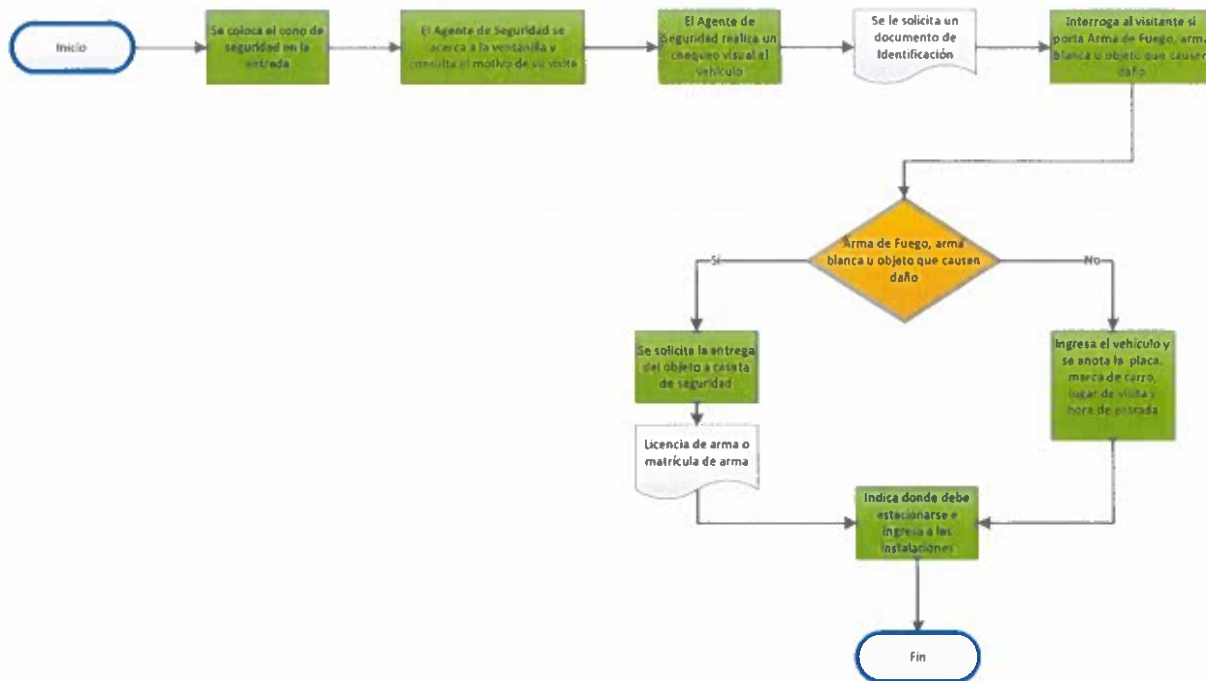 Inicio
Se coloca el cono de
seguridad en la
entrada
El Agente de Seguridad se
acerca a la ventanilla y
consulta el motivo de su visita
El Agente de
Seguridad realiza un
chequeo visual al
vehículo
Se le solicita un
documento de
Identificación
Interroga al visitante si
porta Arma de Fuego, arma
blanca u objeto que causen
daño
Arma de Fuego, arma
blanca u objeto que causen
daño
Si
No
Se solicita la entrega
del objeto a caseta
de seguridad
Ingresa el vehículo y
se anota la placa,
marca de carro,
lugar de visita y
hora de entrada
Licencia de arma o
matrícula de arma
Indica donde debe
estacionarse e
ingresa a las
instalaciones
Fin